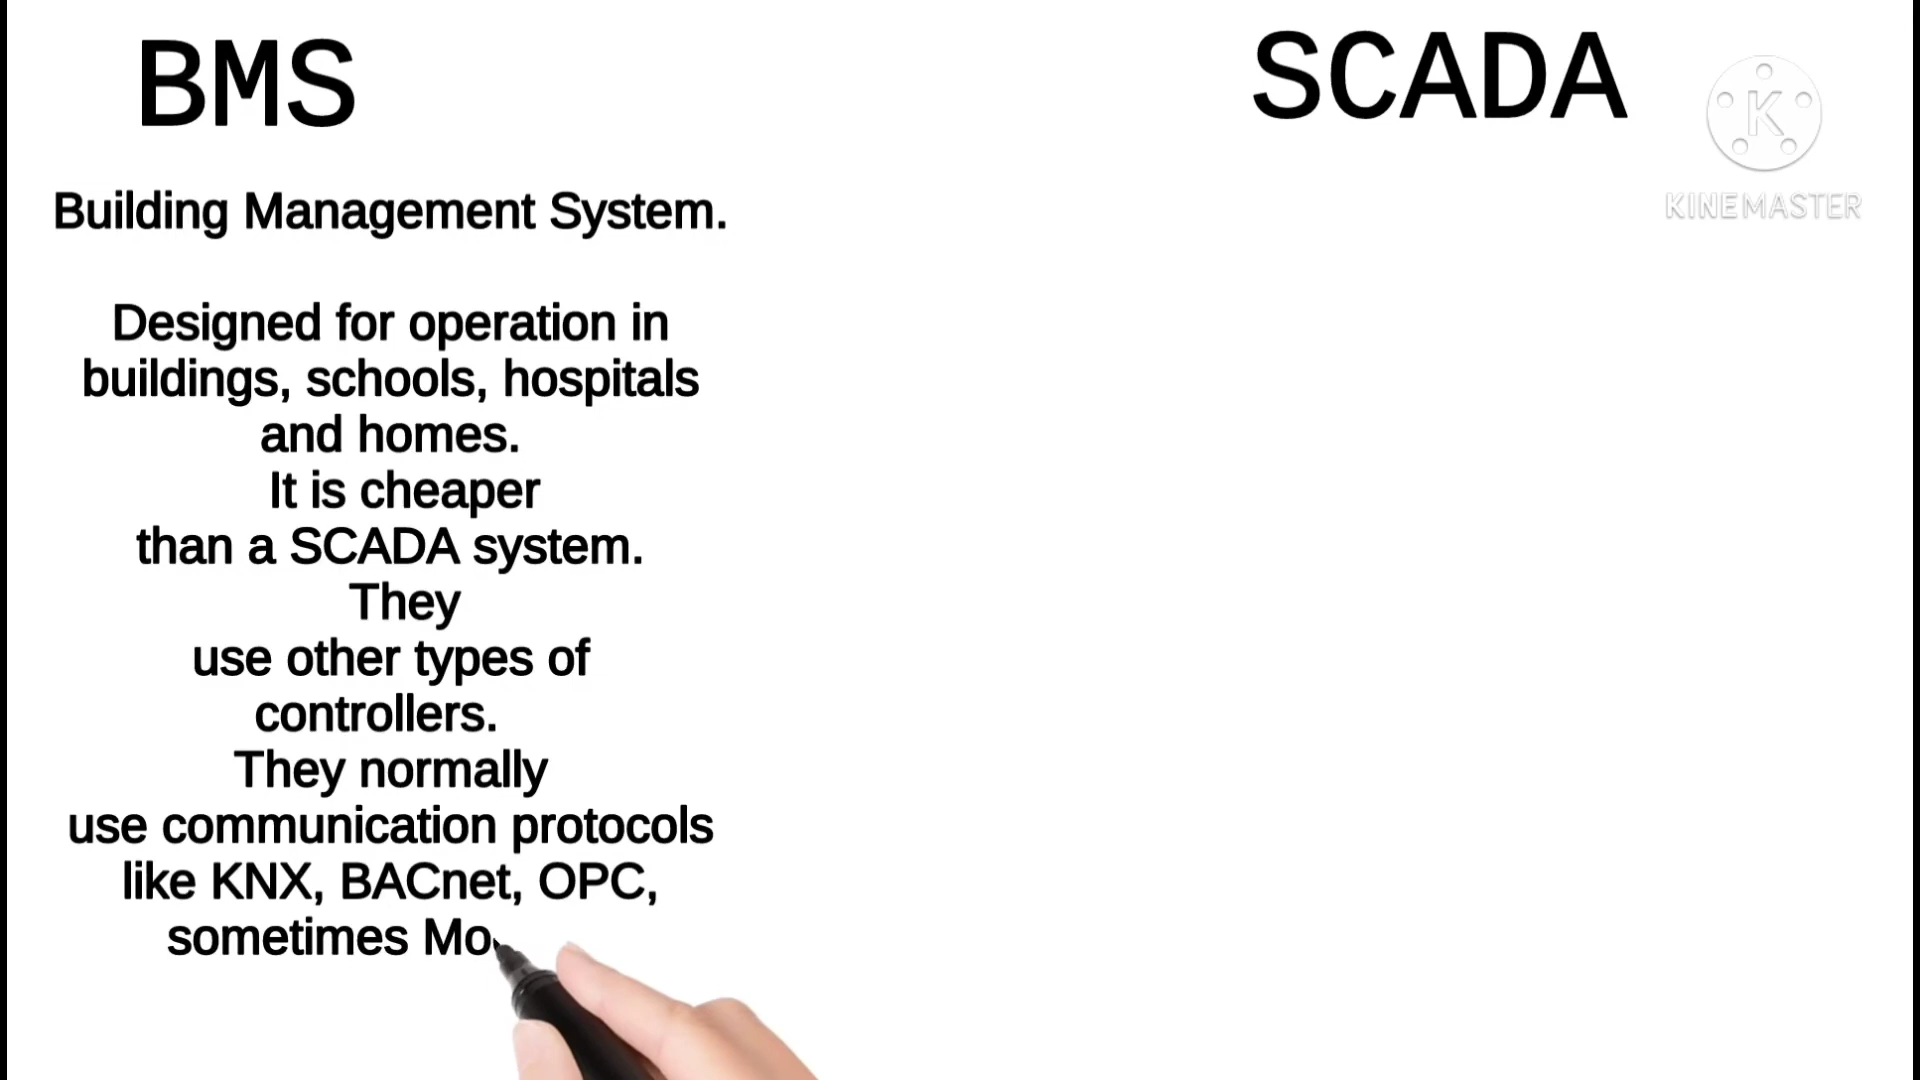 BMS
SCADA
K
KINEMASTER
Building Management System.
Designed for operation in
buildings, schools, hospitals
and homes.
It is cheaper
than a SCADA system.
They
use other types of
controllers.
They normally
use communication protocols
like KNX, BACnet, OPC,
sometimes Mo